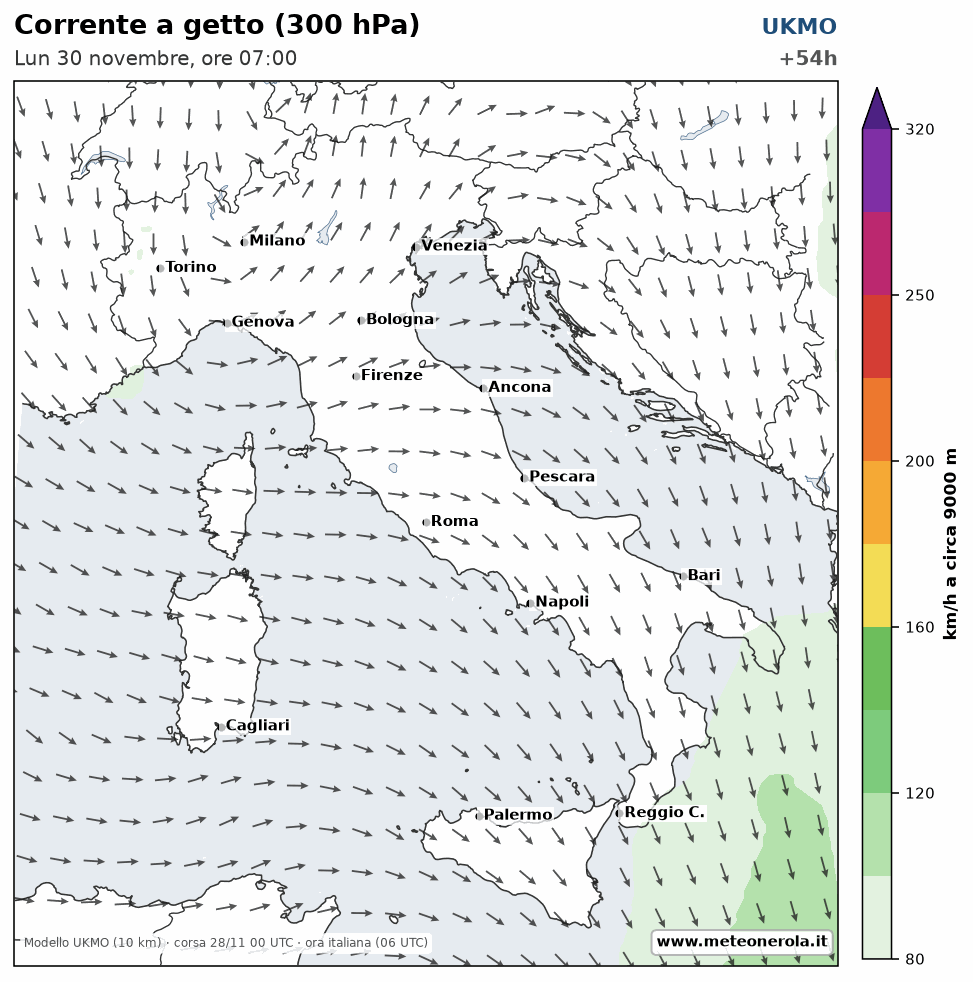 Corrente a getto (300 hPa)
UKMO
Lun 30 novembre, ore 07:00
+54h
Milano
Venezia
Torino
Genova
Bologna
Firenze
Ancona
Pescara
Roma
Bari
Napoli
Cagliari
Palermo
Reggio C.
320
250
200
160
120
80
km/h a circa 9000 m
Modello UKMO (10 km) · corsa 28/11 00 UTC · ora italiana (06 UTC)
www.meteonerola.it